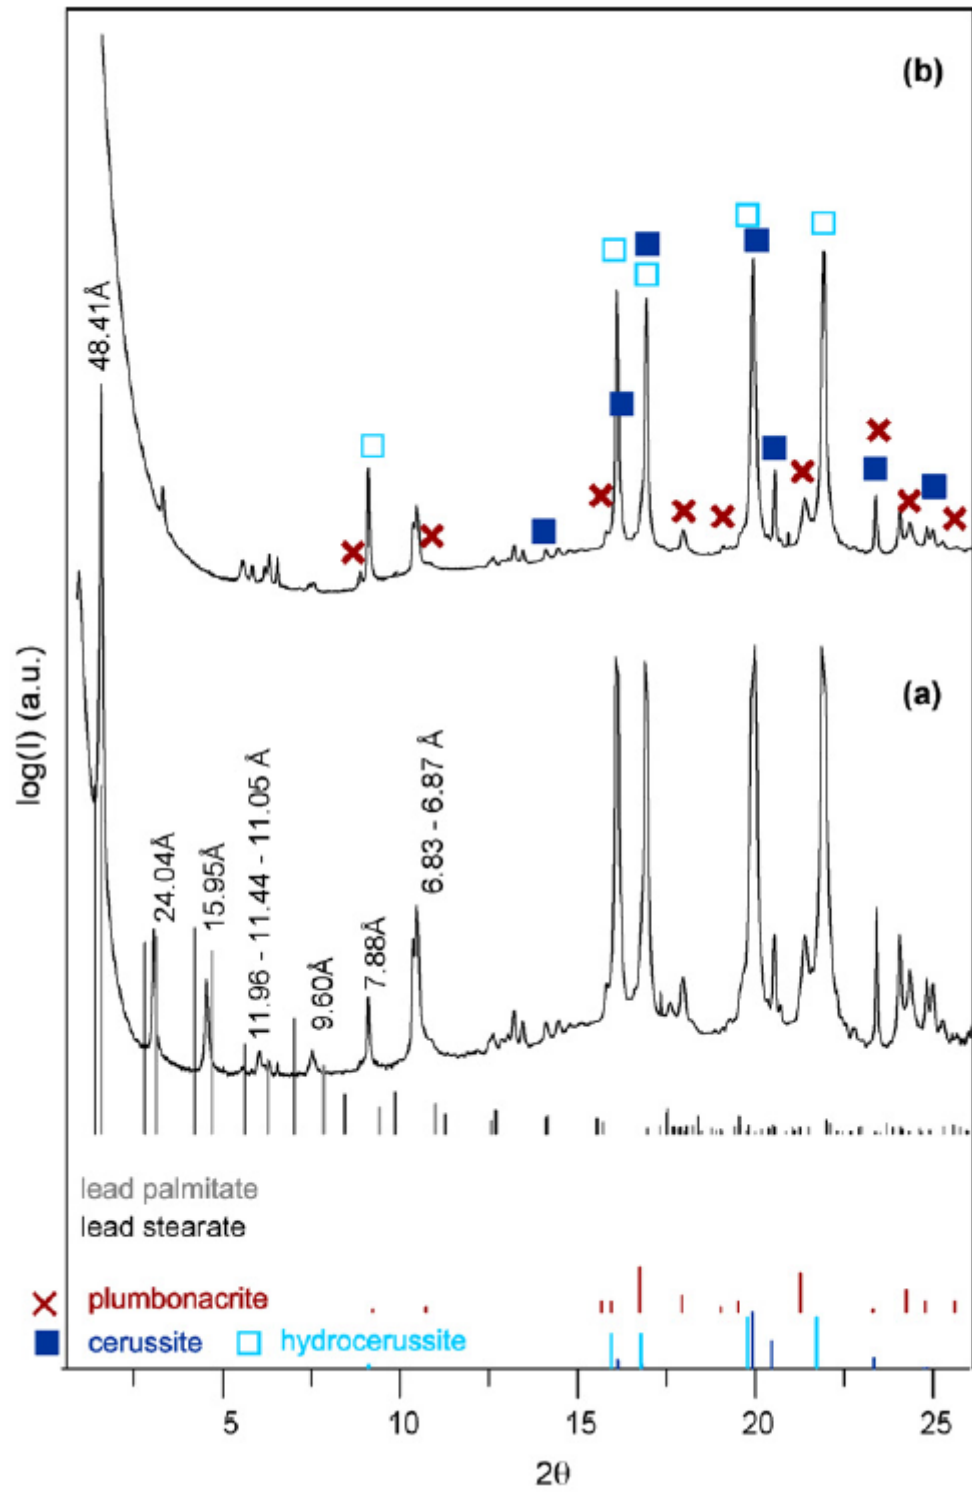 (b)
48.41Å
log(I) (a.u.)
(a)
24.04Å
15.95Å
11.96 - 11.44 - 11.05 Å
9.60Å
7.88Å
6.83 - 6.87 Å
lead palmitate
lead stearate
plumbonacrite
cerussite hydrocerussite
5 10 15 20 25
2θ